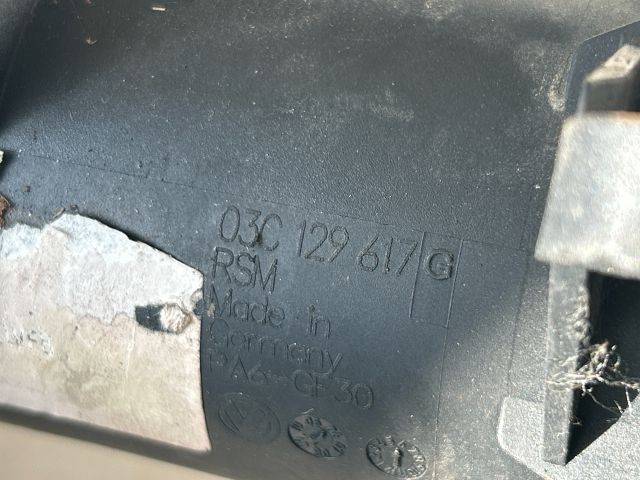 03C 129 617 G
RSM
Made in
Germany
PA6-GF30